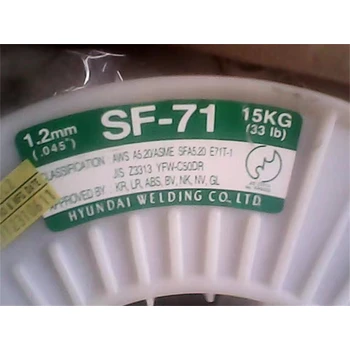 1.2mm
(.045")
SF-71
15KG
(33 lb)
CLASSIFICATION AWS A5.20/ASME SFA5.20 E71T-1
JIS Z3313 YFW-C50DR
APPROVED BY KR, LR, ABS, BV, NK, NV, GL
HYUNDAI WELDING CO., LTD.